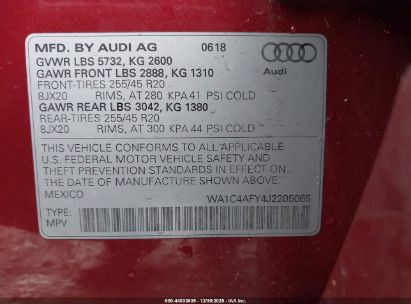 MFD. BY AUDI AG 0618
GVWR LBS 5732, KG 2600
GAWR FRONT LBS 2888, KG 1310
FRONT-TIRES 255/45 R20
8JX20 RIMS, AT 280 KPA 41 PSI COLD
GAWR REAR LBS 3042, KG 1380
REAR-TIRES 255/45 R20
8JX20 RIMS, AT 300 KPA 44 PSI COLD
Audi
THIS VEHICLE CONFORMS TO ALL APPLICABLE
U.S. FEDERAL MOTOR VEHICLE SAFETY AND
THEFT PREVENTION STANDARDS IN EFFECT ON
DATE OF MANUFACTURE SHOWN ABOVE.
MEXICO WA1C4AFY4J2205065
TYPE:
MPV